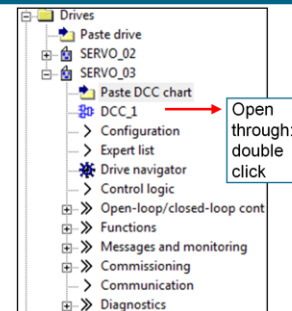 Drives
Paste drive
SERVO_02
SERVO_03
Paste DCC chart
DCC_1
Open
through:
double
click
Configuration
Expert list
Drive navigator
Control logic
Open-loop/closed-loop cont
Functions
Messages and monitoring
Commissioning
Communication
Diagnostics